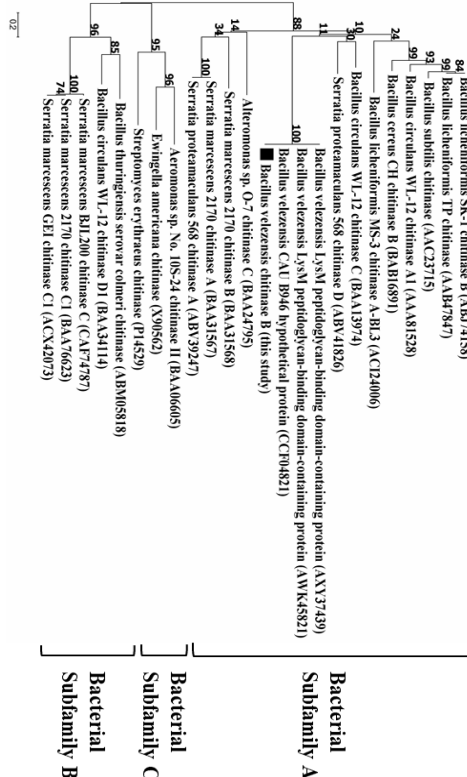 Bacillus licheniformis SK-1 chitinase B (ABJ74158)
84
Bacillus licheniformis TP chitinase (AAB47847)
99
Bacillus subtilis chitinase (AAC23715)
93
Bacillus circulans WL-12 chitinase A1 (AAA81528)
99
Bacillus cereus CH chitinase B (BAB16891)
24
Bacillus licheniformis MS-3 chitinase A-BL3 (ACI24006)
10
Bacillus circulans WL-12 chitinase C (BAA13974)
30
Serratia proteamaculans 568 chitinase D (ABV41826)
11
Bacillus velezensis LysM peptidoglycan-binding domain-containing protein (AXY37439)
Bacillus velezensis LysM peptidoglycan-binding domain-containing protein (AWK45821)
100
Bacillus velezensis CAU B946 hypothetical protein (CCF04821)
Bacillus velezensis chitinase B (this study)
88
Alteromonas sp. O-7 chitinase C (BAA24795)
14
Serratia marcescens 2170 chitinase B (BAA31568)
34
Serratia marcescens 2170 chitinase A (BAA31567)
100
Serratia proteamaculans 568 chitinase A (ABV39247)
Aeromonas sp. No. 10S-24 chitinase II (BAA06605)
96
Ewingella americana chitinase (X90562)
95
Streptomyces erythraeus chitinase (P14529)
Bacillus thuringiensis serovar colmeri chitinase (ABM05818)
85
Bacillus circulans WL-12 chitinase D1 (BAA34114)
96
Serratia marcescens BJL200 chitinase C (CAF74787)
100
Serratia marcescens 2170 chitinase C1 (BAA76623)
74
Serratia marcescens GEI chitinase C1 (ACX42073)
0.2
Bacterial
Subfamily A
Bacterial
Subfamily C
Bacterial
Subfamily B